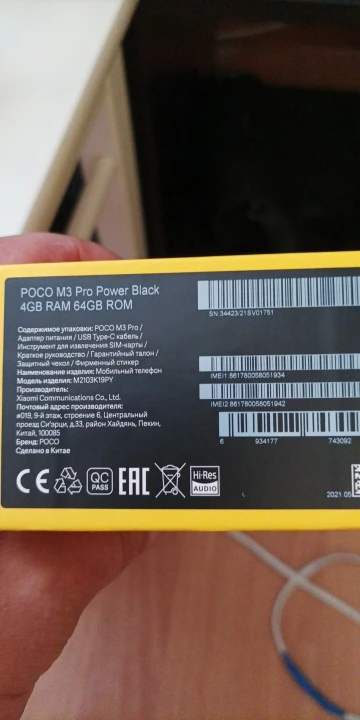 POCO M3 Pro Power Black
4GB RAM 64GB ROM
Содержимое упаковки: POCO M3 Pro /
Адаптер питания / USB Type-C кабель /
Инструмент для извлечения SIM-карты /
Краткое руководство / Гарантийный талон /
Защитный чехол / Фирменный стикер
Наименование изделия: Мобильный телефон
Модель изделия: M2103K19PY
Производитель:
Xiaomi Communications Co., Ltd.
Почтовый адрес производителя:
#019, 9-й этаж, строение 6, Центральный
проезд Си'эрци, д.33, район Хайдянь, Пекин,
Китай, 100085
Бренд: POCO
Сделано в Китае
CE
QC
PASS
EAC
Hi-Res
AUDIO
SN 34423/21SV01751
IMEI1 861780058051934
IMEI2 861780058051942
6 934177 743092
2021.05